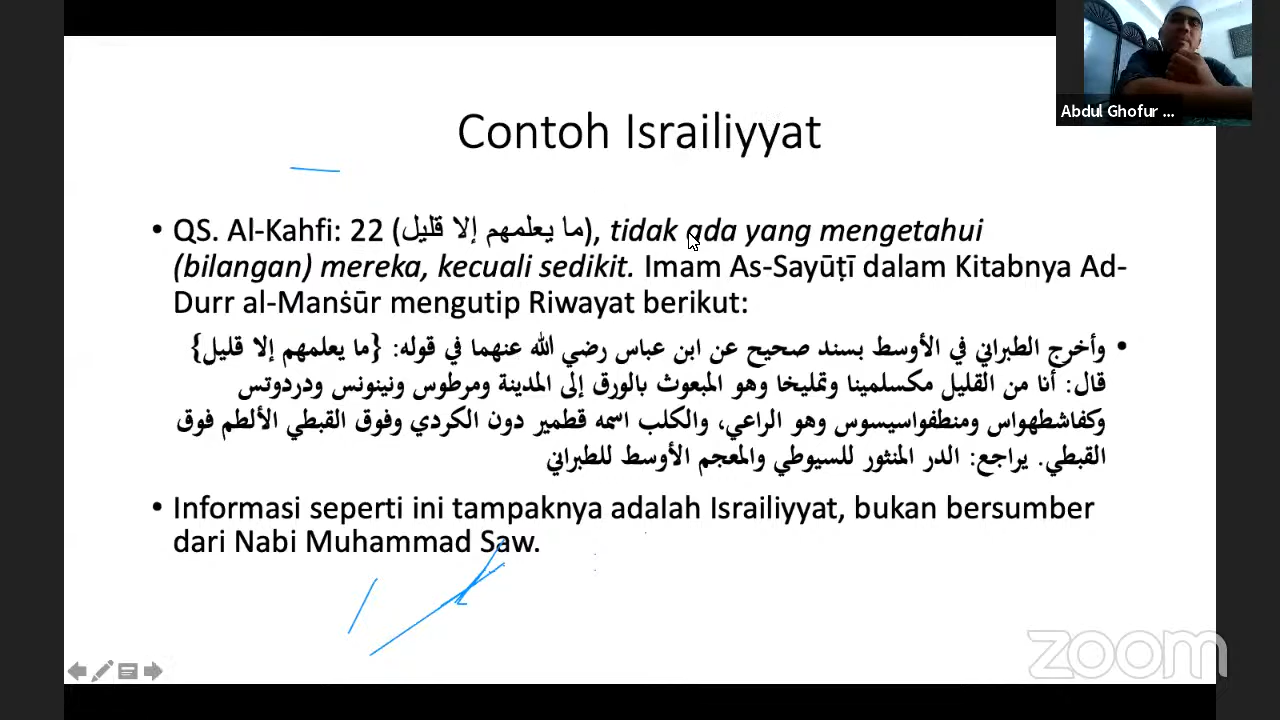 Abdul Ghofur ...
Contoh Israiliyyat
• QS. Al-Kahfi: 22 (ما يعلمهم إلا قليل), tidak ada yang mengetahui
(bilangan) mereka, kecuali sedikit. Imam As-Sayūṭī dalam Kitabnya Ad-
Durr al-Manṡūr mengutip Riwayat berikut:
• وأخرج الطبراني في الأوسط بسند صحيح عن ابن عباس رضي الله عنهما في قوله: {ما يعلمهم إلا قليل}
قال: أنا من القليل مكسلمينا وتمليخا وهو المبعوث بالورق إلى المدينة ومرطوس ونينونس ودردوتس
وكفاشطهواس ومنطفواسيسوس وهو الراعي، والكلب اسمه قطمير دون الكردي وفوق القبطي الألطم فوق
القبطي. يراجع: الدر المنثور للسيوطي والمعجم الأوسط للطبراني
• Informasi seperti ini tampaknya adalah Israiliyyat, bukan bersumber
dari Nabi Muhammad Saw.
zoom